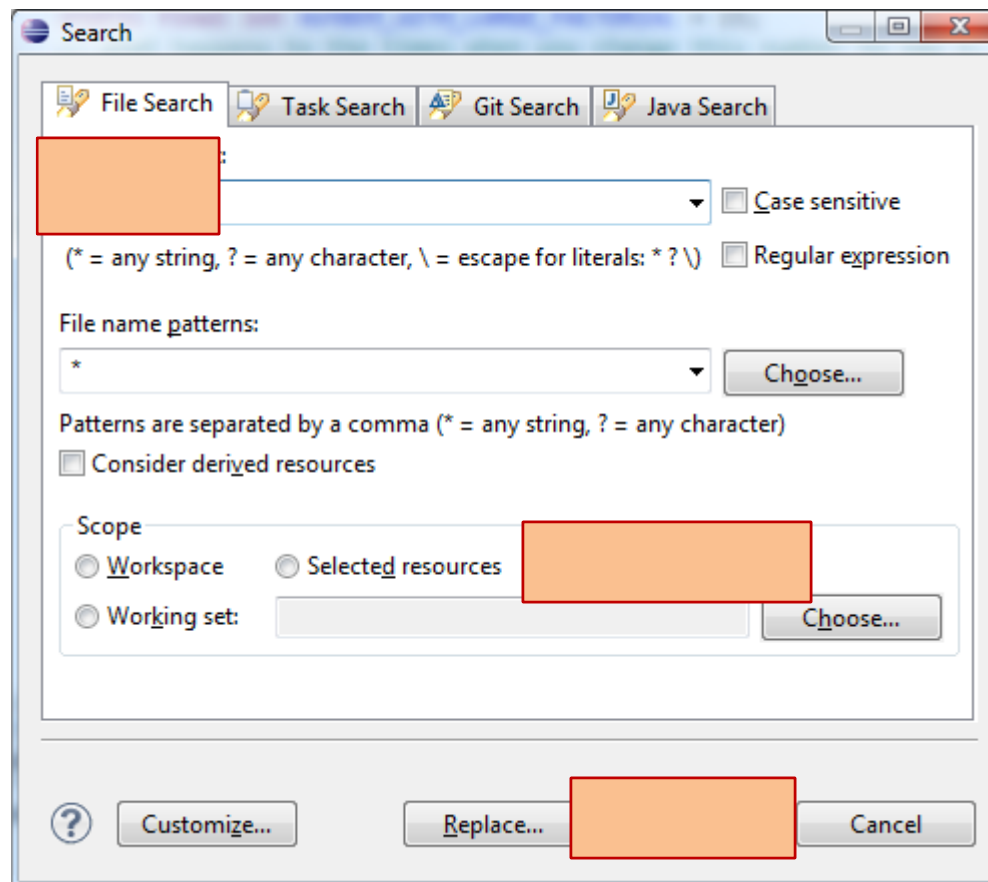 Search
File Search Task Search Git Search Java Search
:
Case sensitive
(* = any string, ? = any character, \ = escape for literals: * ? \) Regular expression
File name patterns:
* Choose...
Patterns are separated by a comma (* = any string, ? = any character)
Consider derived resources
Scope
Workspace Selected resources
Working set: Choose...
? Customize... Replace... Cancel